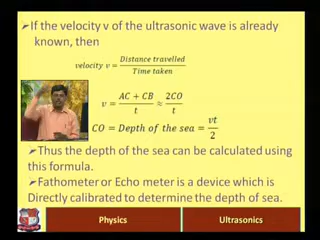 ➢If the velocity v of the ultrasonic wave is already
known, then
velocity v = Distance travelled / Time taken
v = AC + CB / t ≈ 2CO / t
CO = Depth of the sea = vt / 2
➢Thus the depth of the sea can be calculated using
this formula.
➢Fathometer or Echo meter is a device which is
Directly calibrated to determine the depth of sea.
Physics
Ultrasonics